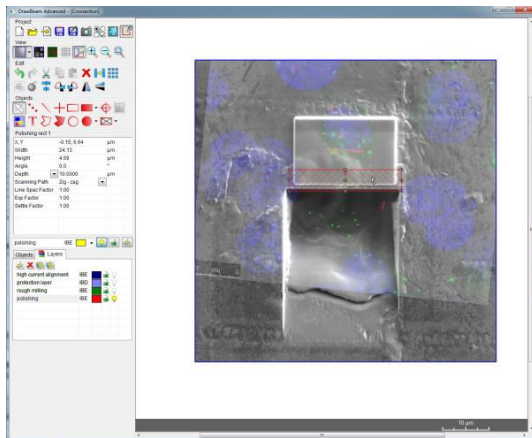 DrawBeam Advanced - [Crossection]
Project
View
Edit
Objects
Polishing rect 1
X, Y -0.15, 6.64 µm
Width 24.13 µm
Height 4.59 µm
Angle 0.0 °
Depth 10.0000 µm
Scanning Path Zig - zag
Line Spac Factor 1.00
Exp Factor 1.00
Settle Factor 1.00
polishing IBE
Objects Layers
high current alignment IBE
protection layer IBD
rough milling IBE
polishing IBE
10 µm